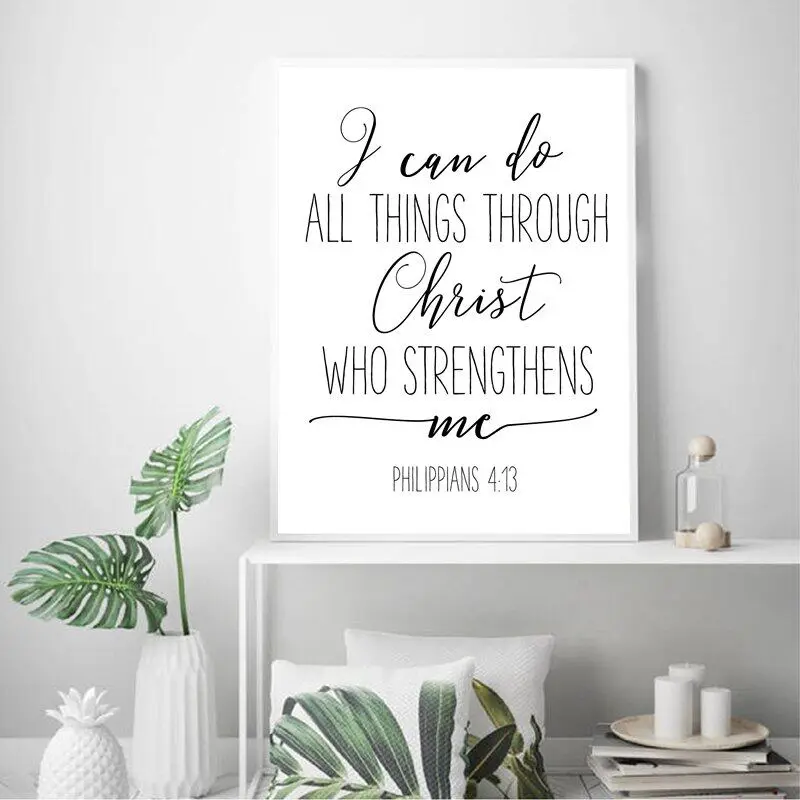 I can do
ALL THINGS THROUGH
Christ
WHO STRENGTHENS
me
PHILIPPIANS 4:13